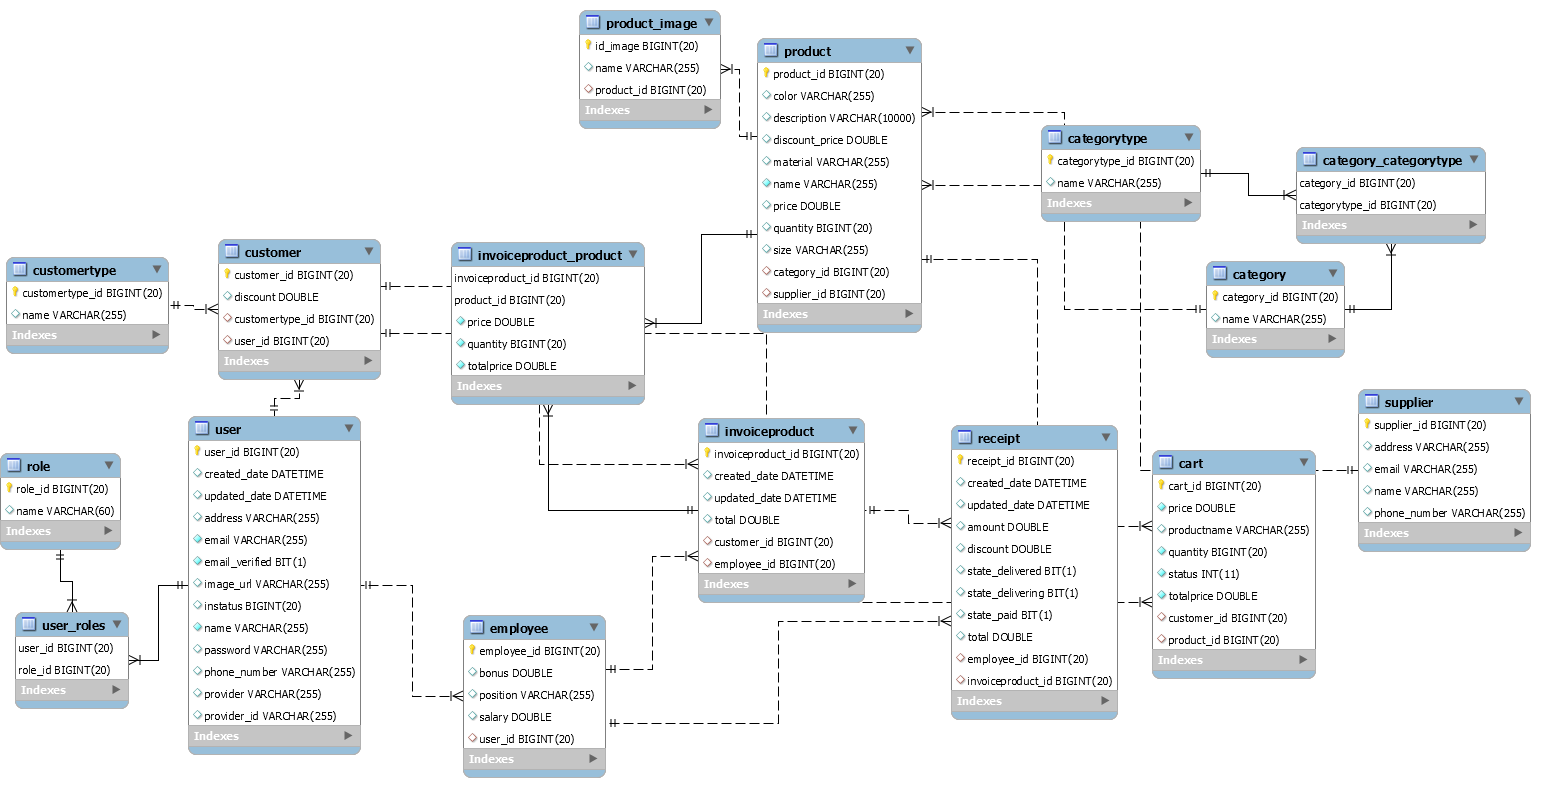 product_image
id_image BIGINT(20)
name VARCHAR(255)
product_id BIGINT(20)
Indexes
product
product_id BIGINT(20)
color VARCHAR(255)
description VARCHAR(10000)
discount_price DOUBLE
material VARCHAR(255)
name VARCHAR(255)
price DOUBLE
quantity BIGINT(20)
size VARCHAR(255)
category_id BIGINT(20)
supplier_id BIGINT(20)
Indexes
categorytype
categorytype_id BIGINT(20)
name VARCHAR(255)
Indexes
category_categorytype
category_id BIGINT(20)
categorytype_id BIGINT(20)
Indexes
customertype
customertype_id BIGINT(20)
name VARCHAR(255)
Indexes
customer
customer_id BIGINT(20)
discount DOUBLE
customertype_id BIGINT(20)
user_id BIGINT(20)
Indexes
invoiceproduct_product
invoiceproduct_id BIGINT(20)
product_id BIGINT(20)
price DOUBLE
quantity BIGINT(20)
totalprice DOUBLE
Indexes
category
category_id BIGINT(20)
name VARCHAR(255)
Indexes
role
role_id BIGINT(20)
name VARCHAR(60)
Indexes
user
user_id BIGINT(20)
created_date DATETIME
updated_date DATETIME
address VARCHAR(255)
email VARCHAR(255)
email_verified BIT(1)
image_url VARCHAR(255)
instatus BIGINT(20)
name VARCHAR(255)
password VARCHAR(255)
phone_number VARCHAR(255)
provider VARCHAR(255)
provider_id VARCHAR(255)
Indexes
invoiceproduct
invoiceproduct_id BIGINT(20)
created_date DATETIME
updated_date DATETIME
total DOUBLE
customer_id BIGINT(20)
employee_id BIGINT(20)
Indexes
receipt
receipt_id BIGINT(20)
created_date DATETIME
updated_date DATETIME
amount DOUBLE
discount DOUBLE
state_delivered BIT(1)
state_delivering BIT(1)
state_paid BIT(1)
total DOUBLE
employee_id BIGINT(20)
invoiceproduct_id BIGINT(20)
Indexes
cart
cart_id BIGINT(20)
price DOUBLE
productname VARCHAR(255)
quantity BIGINT(20)
status INT(11)
totalprice DOUBLE
customer_id BIGINT(20)
product_id BIGINT(20)
Indexes
supplier
supplier_id BIGINT(20)
address VARCHAR(255)
email VARCHAR(255)
name VARCHAR(255)
phone_number VARCHAR(255)
Indexes
user_roles
user_id BIGINT(20)
role_id BIGINT(20)
Indexes
employee
employee_id BIGINT(20)
bonus DOUBLE
position VARCHAR(255)
salary DOUBLE
user_id BIGINT(20)
Indexes